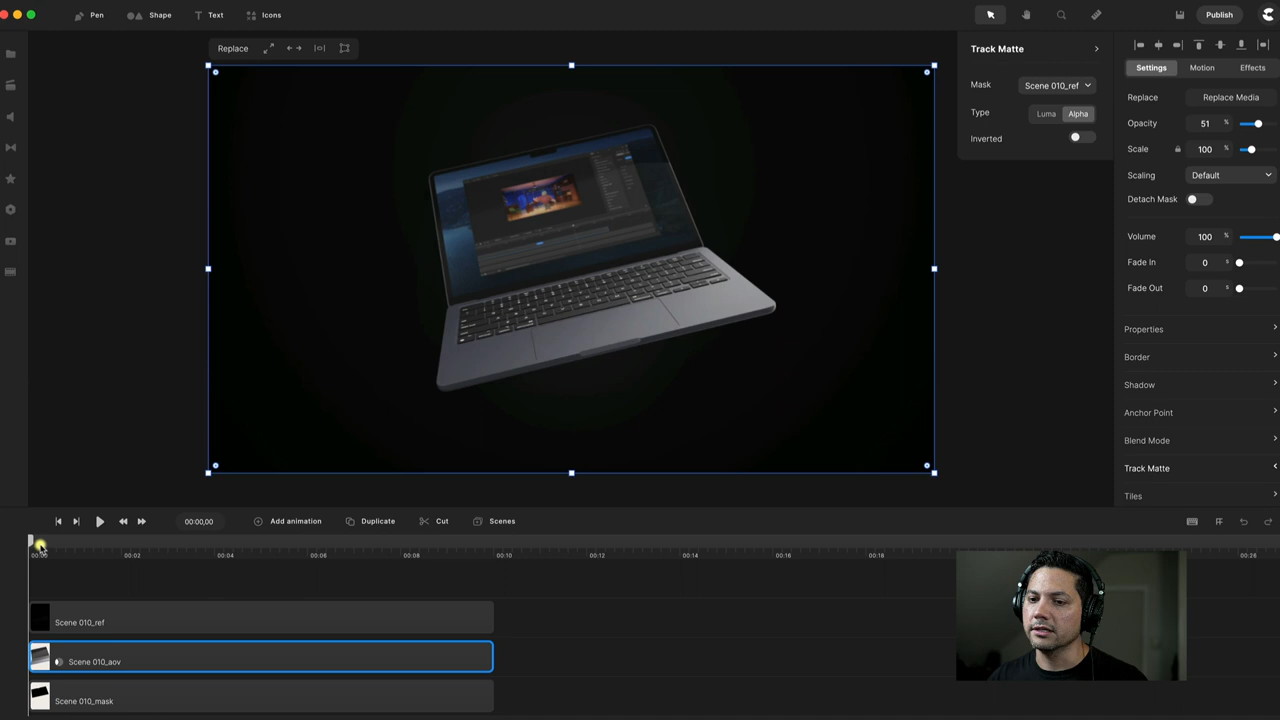 Pen
Shape
Text
Icons
Publish
Replace
Track Matte
Mask
Scene 010_ref
Type
Luma
Alpha
Inverted
Settings
Motion
Effects
Replace
Replace Media
Opacity
51
%
Scale
100
%
Scaling
Default
Detach Mask
Volume
100
%
Fade In
0
s
Fade Out
0
s
Properties
Border
Shadow
Anchor Point
Blend Mode
Track Matte
Tiles
00:00,00
Add animation
Duplicate
Cut
Scenes
00:02
00:04
00:06
00:08
00:10
00:12
00:14
00:16
00:18
00:26
Scene 010_ref
Scene 010_aov
Scene 010_mask